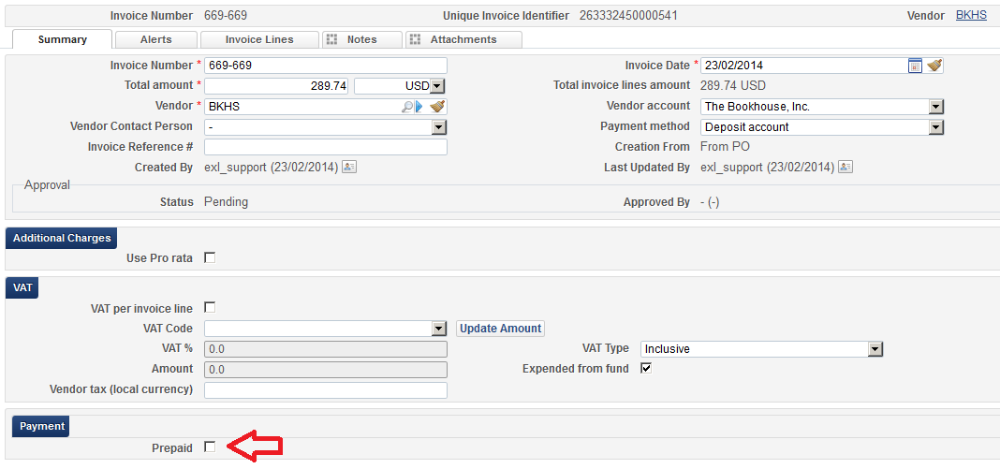 Invoice Number 669-669 Unique Invoice Identifier 263332450000541 Vendor BKHS
Summary Alerts Invoice Lines Notes Attachments
Invoice Number * 669-669 Invoice Date * 23/02/2014
Total amount * 289.74 USD Total invoice lines amount 289.74 USD
Vendor * BKHS Vendor account The Bookhouse, Inc.
Vendor Contact Person - Payment method Deposit account
Invoice Reference # Creation From From PO
Created By exl_support (23/02/2014) Last Updated By exl_support (23/02/2014)
Approval
Status Pending Approved By - (-)
Additional Charges
Use Pro rata
VAT
VAT per invoice line
VAT Code Update Amount
VAT % 0.0 VAT Type Inclusive
Amount 0.0 Expended from fund
Vendor tax (local currency)
Payment
Prepaid